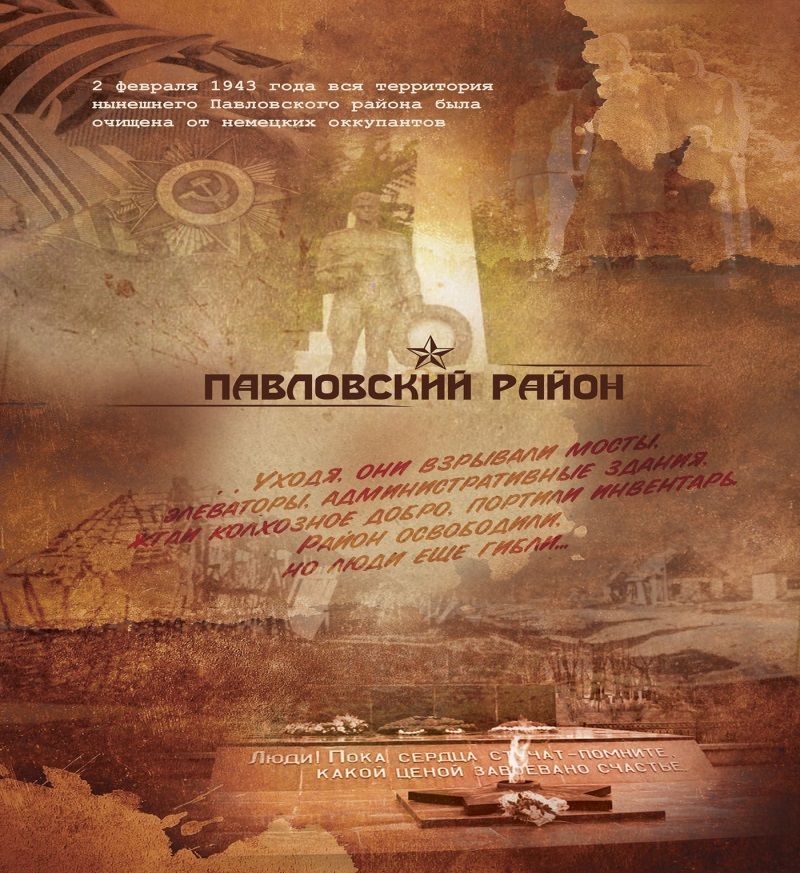 2 февраля 1943 года вся территория
нынешнего Павловского района была
очищена от немецких оккупантов
ПАВЛОВСКИЙ РАЙОН
...УХОДЯ, ОНИ ВЗРЫВАЛИ МОСТЫ,
ЭЛЕВАТОРЫ, АДМИНИСТРАТИВНЫЕ ЗДАНИЯ,
ЖГЛИ КОЛХОЗНОЕ ДОБРО, ПОРТИЛИ ИНВЕНТАРЬ.
РАЙОН ОСВОБОДИЛИ,
НО ЛЮДИ ЕЩЕ ГИБЛИ...
ЛЮДИ! ПОКА СЕРДЦА СТУЧАТ-ПОМНИТЕ,
КАКОЙ ЦЕНОЙ ЗАВОЕВАНО СЧАСТЬЕ